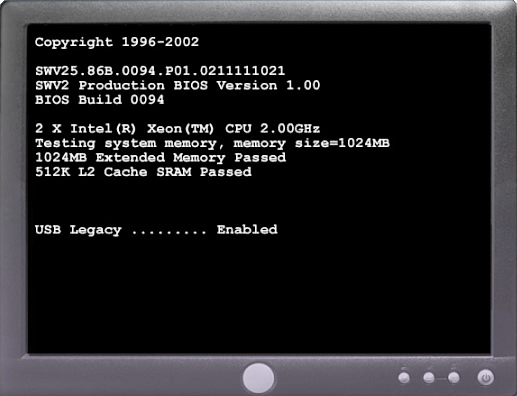 Copyright 1996-2002
SWV25.86B.0094.P01.0211111021
SWV2 Production BIOS Version 1.00
BIOS Build 0094
2 X Intel(R) Xeon(TM) CPU 2.00GHz
Testing system memory, memory size=1024MB
1024MB Extended Memory Passed
512K L2 Cache SRAM Passed
USB Legacy ......... Enabled